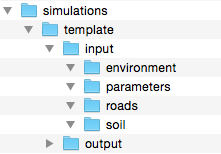 simulations
template
input
environment
parameters
roads
soil
output